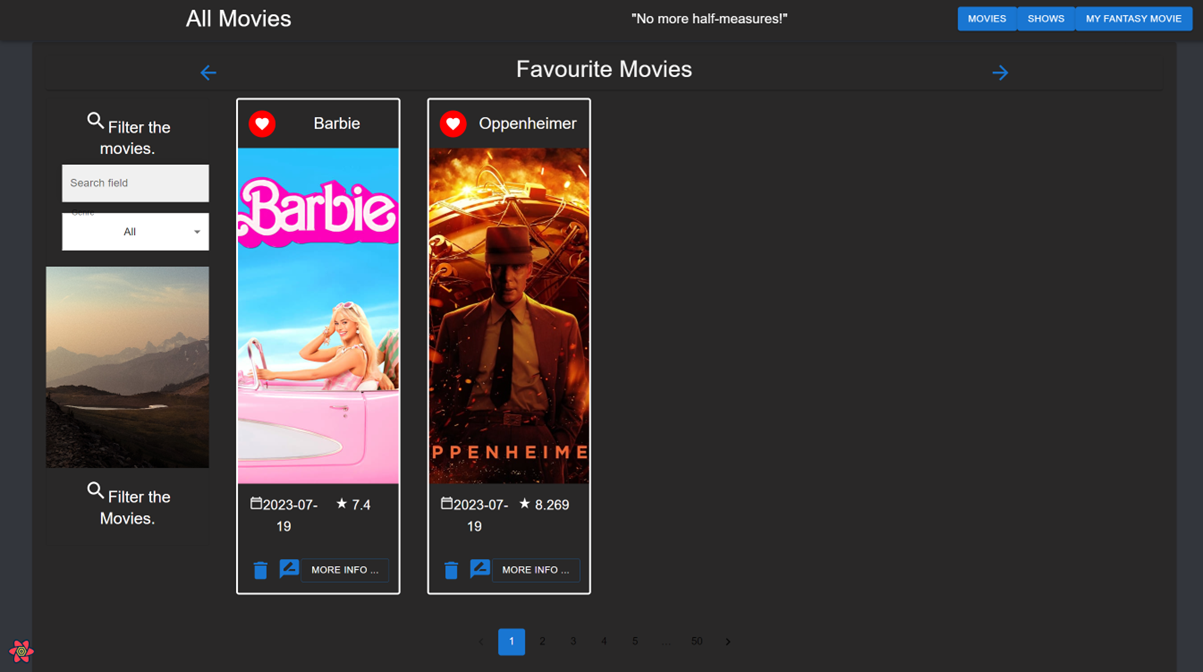 All Movies
"No more half-measures!"
MOVIES SHOWS MY FANTASY MOVIE
Favourite Movies
Filter the
movies.
Search field
Genre
All
Filter the
Movies.
Barbie
Barbie
2023-07-
19
7.4
MORE INFO ...
Oppenheimer
PPENHEIME
2023-07-
19
8.269
MORE INFO ...
1 2 3 4 5 ... 50